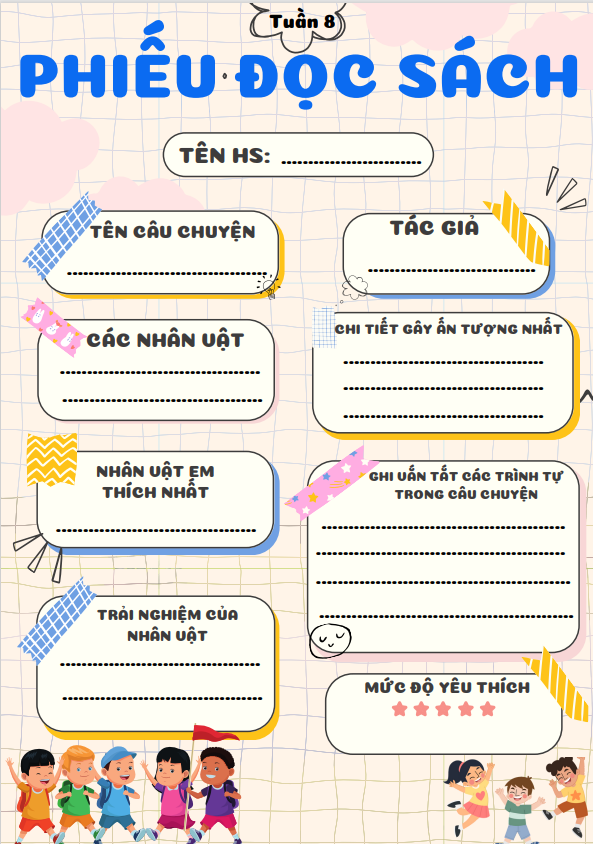 Tuần 8
PHIẾU ĐỌC SÁCH
TÊN HS: ..........................
TÊN CÂU CHUYỆN
.....................................
TÁC GIẢ
...............................
CÁC NHÂN VẬT
.....................................
.....................................
CHI TIẾT GÂY ẤN TƯỢNG NHẤT
.....................................
.....................................
.....................................
NHÂN VẬT EM
THÍCH NHẤT
.....................................
GHI VẮN TẮT CÁC TRÌNH TỰ
TRONG CÂU CHUYỆN
.............................................
.............................................
...............................................
...............................................
TRẢI NGHIỆM CỦA
NHÂN VẬT
.....................................
.....................................
MỨC ĐỘ YÊU THÍCH